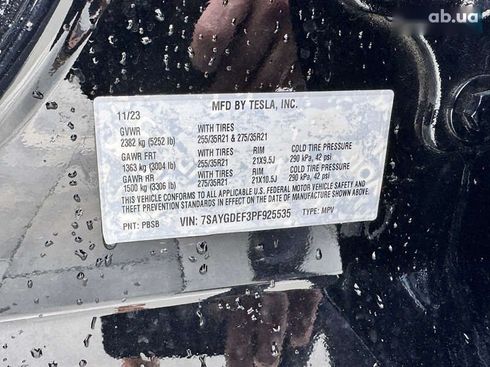 ab.ua
MFD BY TESLA, INC.
11/23
GVWR WITH TIRES
2382 kg (5252 lb) 255/35R21 & 275/35R21
GAWR FRT WITH TIRES RIM COLD TIRE PRESSURE
1363 kg (3004 lb) 255/35R21 21X9.5J 290 kPa, 42 psi
GAWR RR WITH TIRES RIM COLD TIRE PRESSURE
1500 kg (3306 lb) 275/35R21 21X10.5J 290 kPa, 42 psi
CONFORMS TO ALL APPLICABLE U.S. FEDERAL MOTOR VEHICLE SAFETY AND
THEFT PREVENTION STANDARDS IN EFFECT ON THE DATE OF MANUFACTURE SHOWN ABOVE.
PNT: PBSB VIN: 7SAYGDEF3PF925535 TYPE: MPV